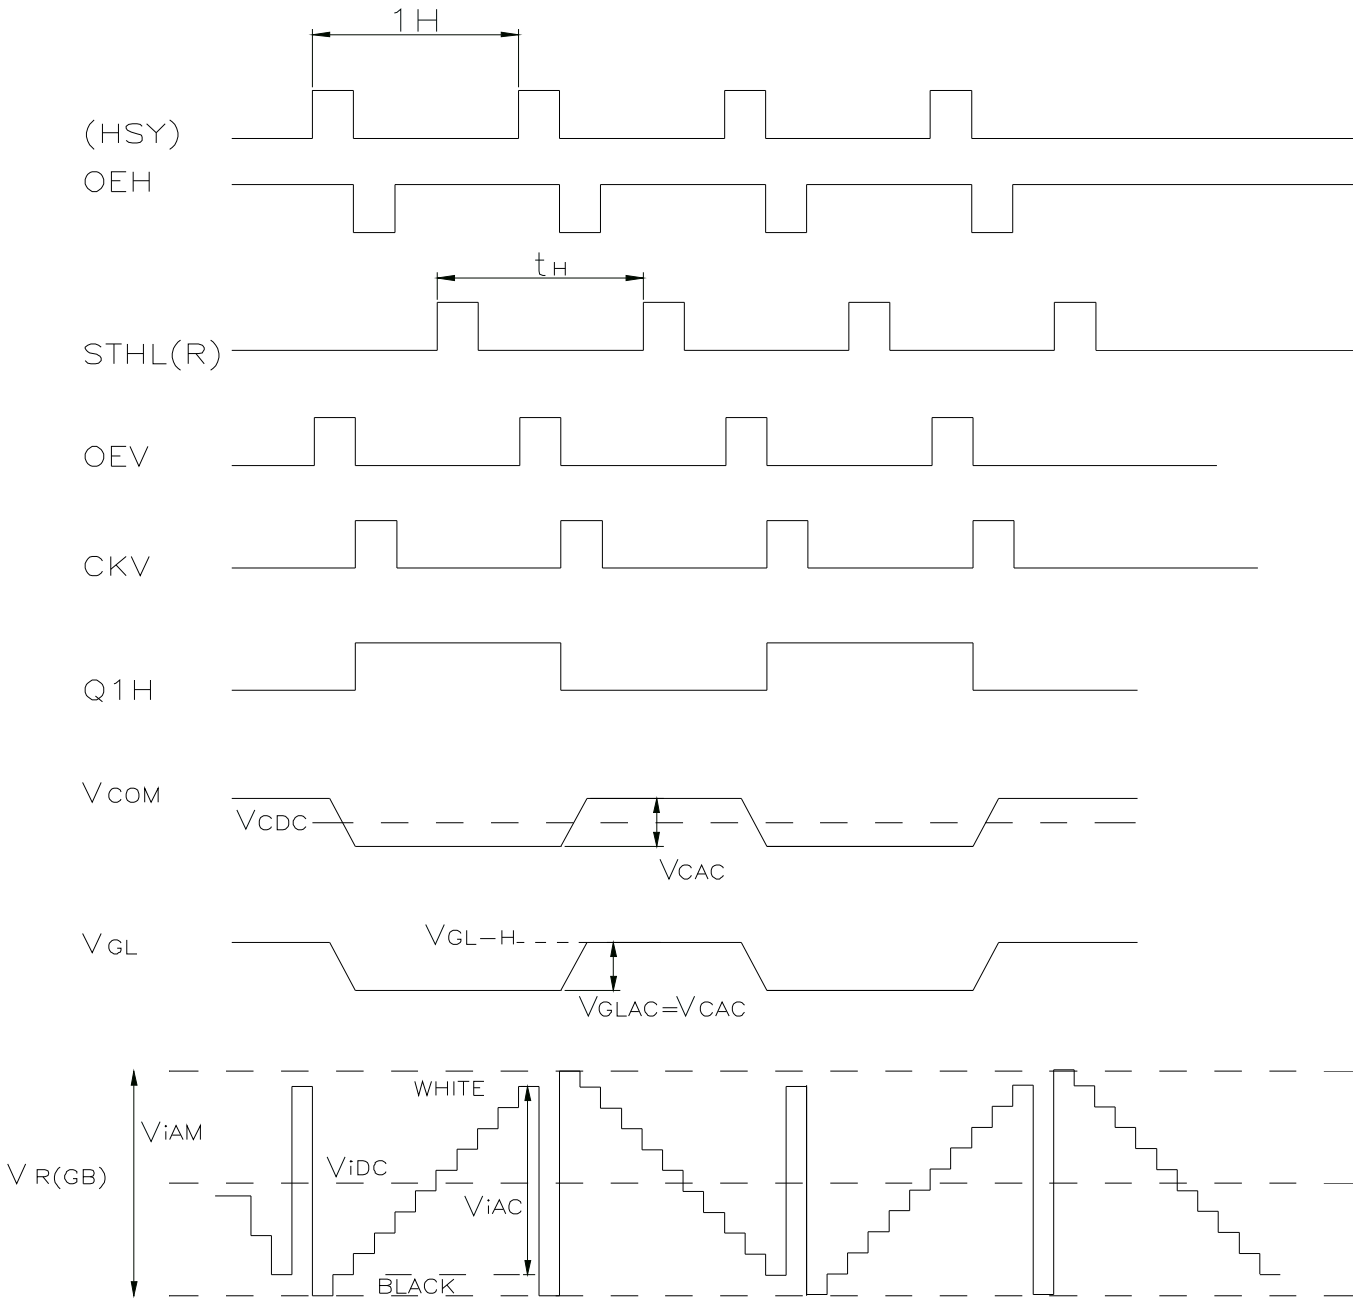 1H
(HSY)
OEH
tH
STHL(R)
OEV
CKV
Q1H
VCOM
VCDC
VCAC
VGL
VGL-H
VGLAC=VCAC
WHITE
ViAM
ViDC
V R(GB)
ViAC
BLACK